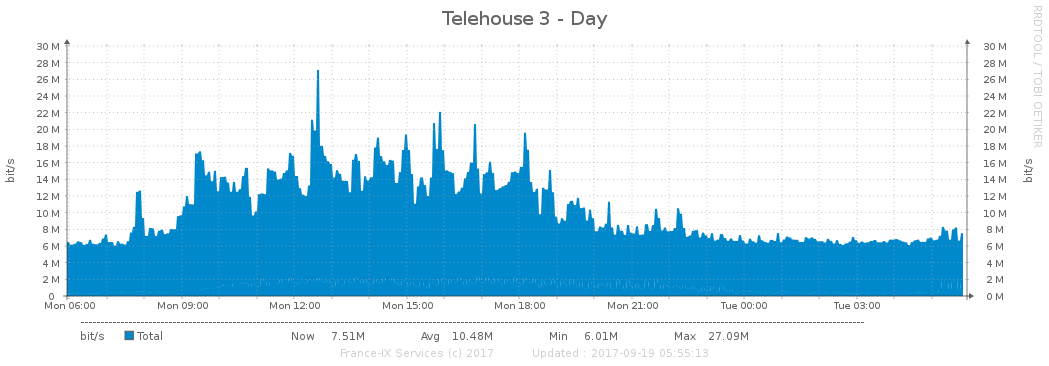 Telehouse 3 - Day
RRDTOOL / TOBI OETIKER
30 M 30 M
28 M 28 M
26 M 26 M
24 M 24 M
22 M 22 M
20 M 20 M
18 M 18 M
16 M 16 M
14 M 14 M
12 M 12 M
10 M 10 M
8 M 8 M
6 M 6 M
4 M 4 M
2 M 2 M
0 0 M
bit/s
bit/s
Mon 06:00 Mon 09:00 Mon 12:00 Mon 15:00 Mon 18:00 Mon 21:00 Tue 00:00 Tue 03:00
bit/s Total Now 7.51M Avg 10.48M Min 6.01M Max 27.09M
France-IX Services (c) 2017 Updated : 2017-09-19 05:55:13